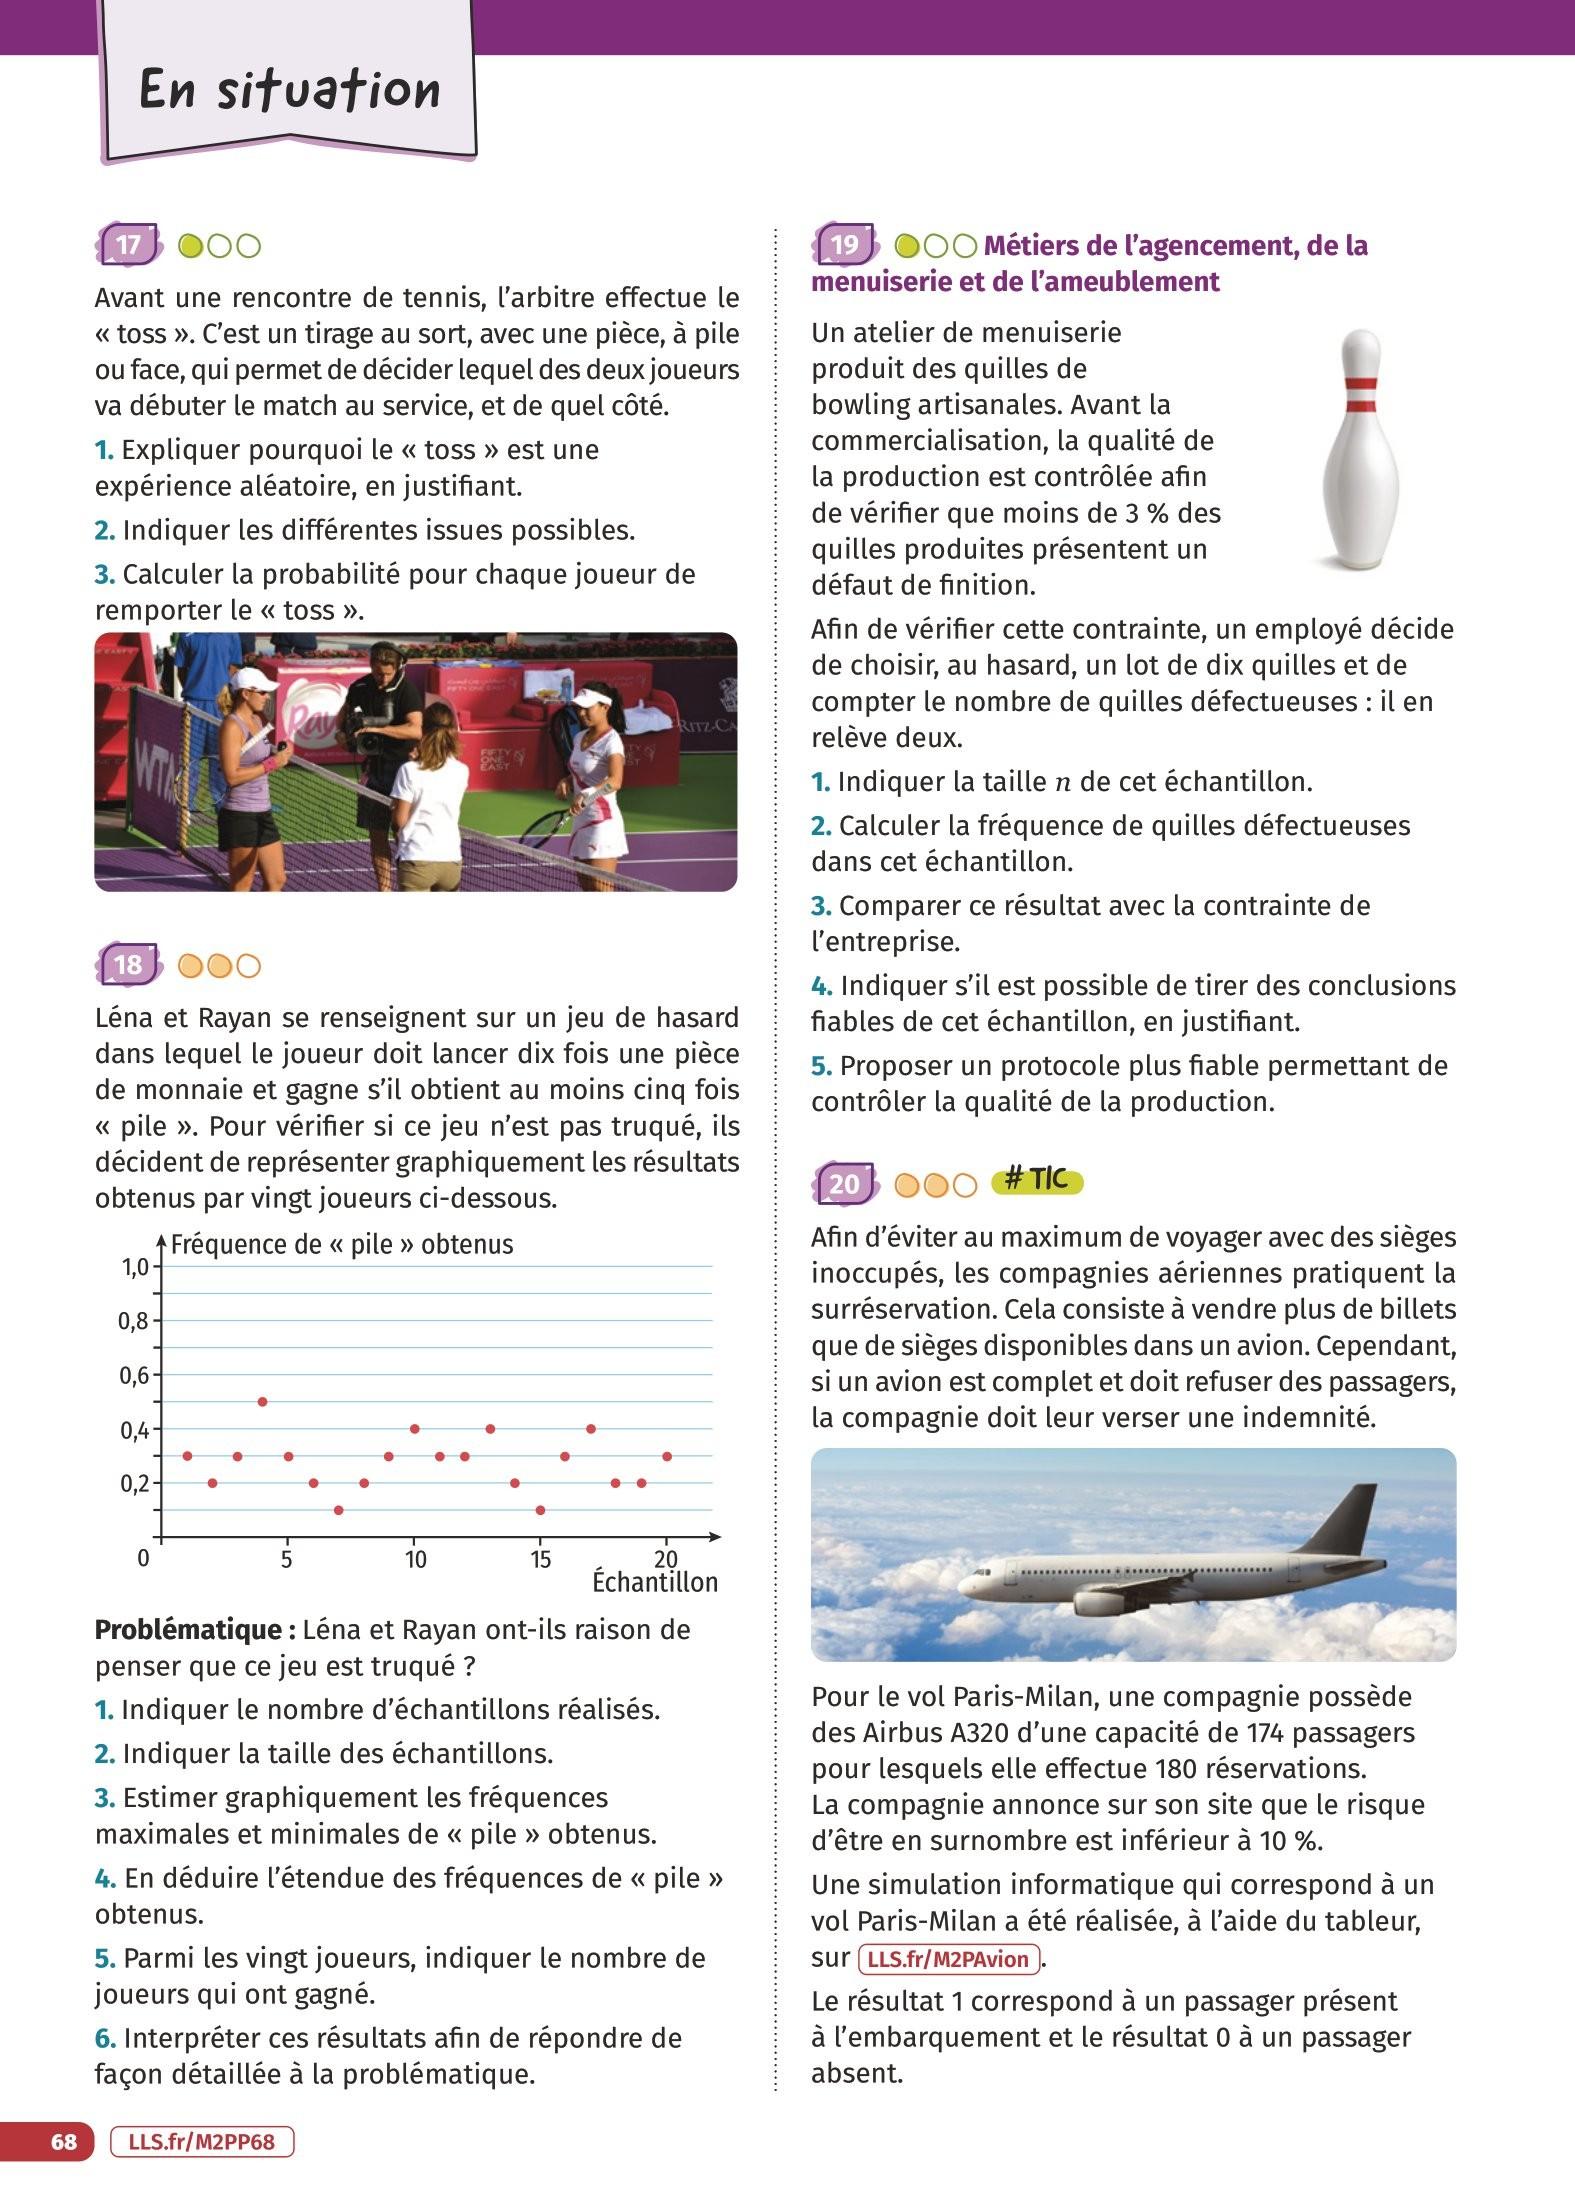 En situation
17
Avant une rencontre de tennis, l'arbitre effectue le
« toss ». C'est un tirage au sort, avec une pièce, à pile
ou face, qui permet de décider lequel des deux joueurs
va débuter le match au service, et de quel côté.
1. Expliquer pourquoi le « toss » est une
expérience aléatoire, en justifiant.
2. Indiquer les différentes issues possibles.
3. Calculer la probabilité pour chaque joueur de
remporter le « toss ».
FIFTY ONE EAST
Ray
RITZ-CA
WTA
FIFTY
ONE
EAST
18
Léna et Rayan se renseignent sur un jeu de hasard
dans lequel le joueur doit lancer dix fois une pièce
de monnaie et gagne s'il obtient au moins cinq fois
« pile ». Pour vérifier si ce jeu n'est pas truqué, ils
décident de représenter graphiquement les résultats
obtenus par vingt joueurs ci-dessous.
Fréquence de « pile » obtenus
1,0
0,8
0,6
0,4
0,2
0 5 10 15 20
Échantillon
Problématique : Léna et Rayan ont-ils raison de
penser que ce jeu est truqué ?
1. Indiquer le nombre d'échantillons réalisés.
2. Indiquer la taille des échantillons.
3. Estimer graphiquement les fréquences
maximales et minimales de « pile » obtenus.
4. En déduire l'étendue des fréquences de « pile »
obtenus.
5. Parmi les vingt joueurs, indiquer le nombre de
joueurs qui ont gagné.
6. Interpréter ces résultats afin de répondre de
façon détaillée à la problématique.
19 Métiers de l'agencement, de la
menuiserie et de l'ameublement
Un atelier de menuiserie
produit des quilles de
bowling artisanales. Avant la
commercialisation, la qualité de
la production est contrôlée afin
de vérifier que moins de 3 % des
quilles produites présentent un
défaut de finition.
Afin de vérifier cette contrainte, un employé décide
de choisir, au hasard, un lot de dix quilles et de
compter le nombre de quilles défectueuses : il en
relève deux.
1. Indiquer la taille n de cet échantillon.
2. Calculer la fréquence de quilles défectueuses
dans cet échantillon.
3. Comparer ce résultat avec la contrainte de
l'entreprise.
4. Indiquer s'il est possible de tirer des conclusions
fiables de cet échantillon, en justifiant.
5. Proposer un protocole plus fiable permettant de
contrôler la qualité de la production.
20 # TIC
Afin d'éviter au maximum de voyager avec des sièges
inoccupés, les compagnies aériennes pratiquent la
surréservation. Cela consiste à vendre plus de billets
que de sièges disponibles dans un avion. Cependant,
si un avion est complet et doit refuser des passagers,
la compagnie doit leur verser une indemnité.
Pour le vol Paris-Milan, une compagnie possède
des Airbus A320 d'une capacité de 174 passagers
pour lesquels elle effectue 180 réservations.
La compagnie annonce sur son site que le risque
d'être en surnombre est inférieur à 10 %.
Une simulation informatique qui correspond à un
vol Paris-Milan a été réalisée, à l'aide du tableur,
sur LLS.fr/M2PAvion.
Le résultat 1 correspond à un passager présent
à l'embarquement et le résultat 0 à un passager
absent.
68 LLS.fr/M2PP68